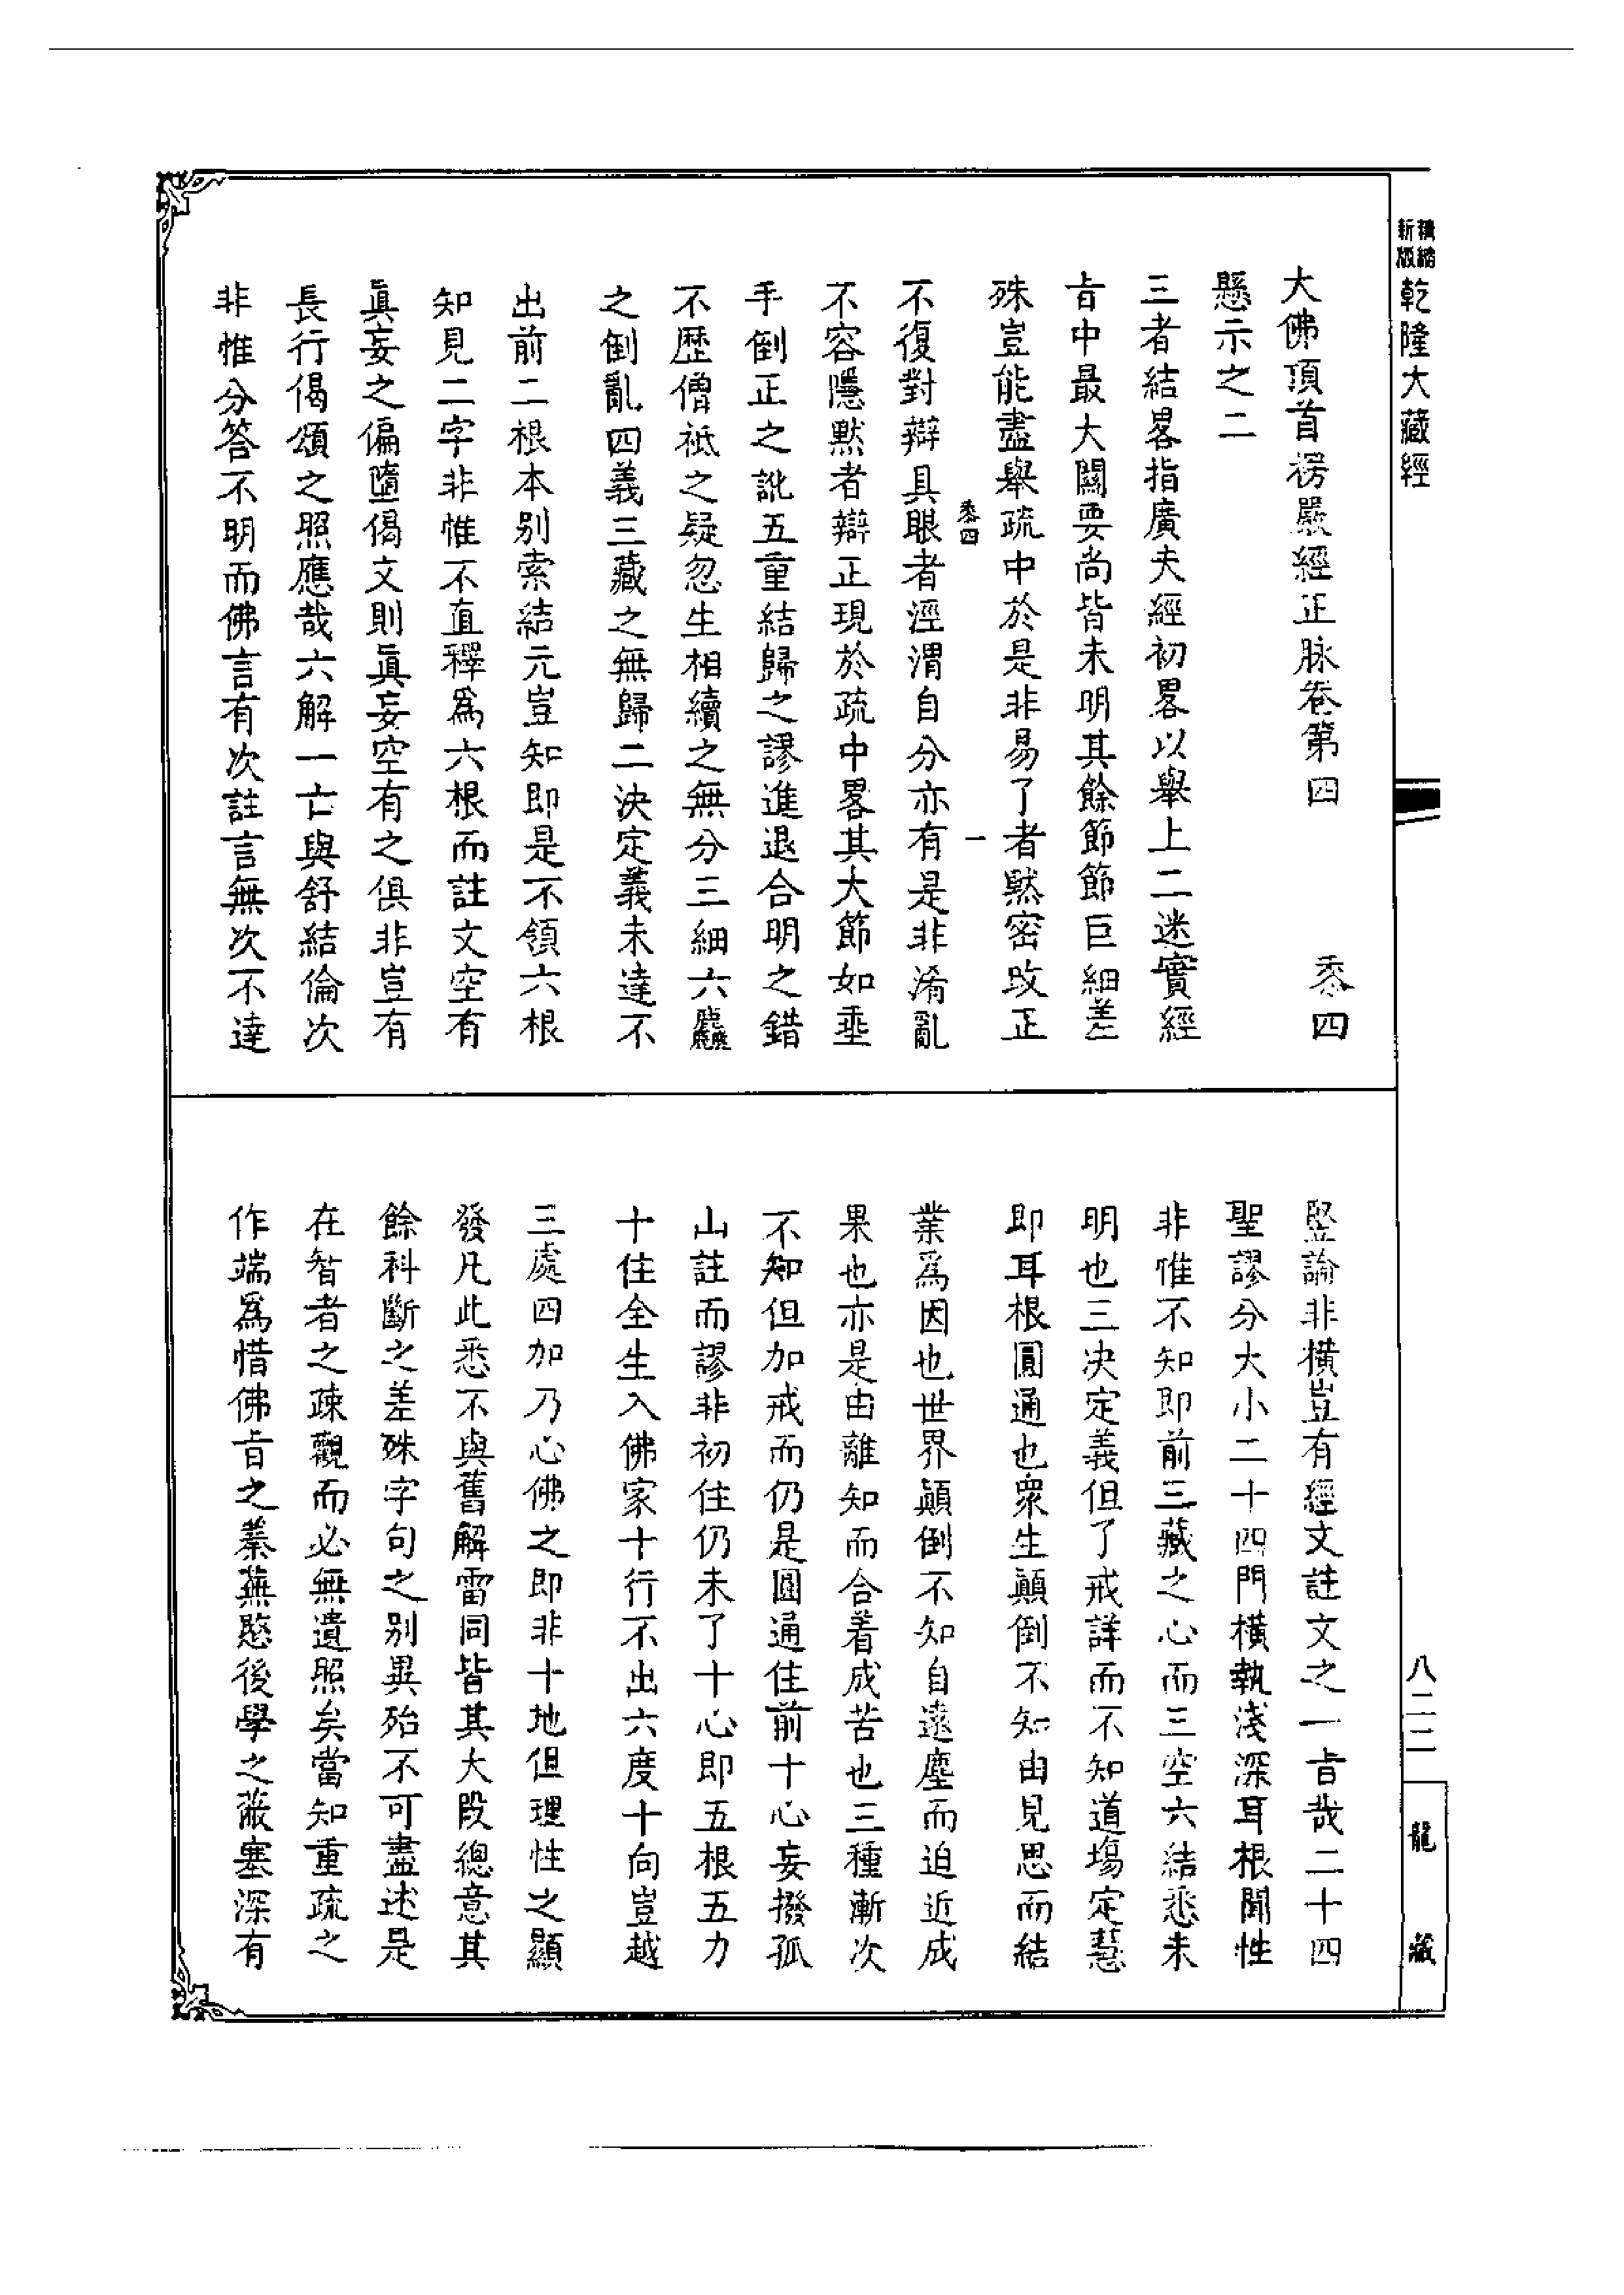 精縮新版
乾隆大藏經
大佛頂首楞嚴經正脉卷第四 黍四
懸示之二
三者結畧指廣夫經初畧以舉上二迷實經
旨中最大關要尚皆未明其餘節節巨細差
殊豈能盡舉疏中於是非易了者㸃密攺正
黍四 一
不復對辯具眼者涇渭自分亦有是非淆亂
不容隱默者辯正現於疏中畧其大節如埀
手倒正之訛五重結歸之謬進退合明之錯
不歷僧祇之疑忽生相續之無分三細六麤
之倒亂四義三藏之無歸二決定義未達不
出前二根本别索結元豈知即是不領六根
知見二字非惟不直釋爲六根而註文空有
眞妄之偏墮偈文則眞妄空有之俱非豈有
長行偈頌之照應哉六解一亡與舒結倫次
非惟分答不明而佛言有次註言無次不達
竪論非橫豈有經文註文之一旨哉二十四
聖謬分大小二十四門橫執淺深耳根聞性
非惟不知即前三藏之心而三空六結悉未
明也三决定義但了戒詳而不知道塲定慧
即耳根圓通也衆生顛倒不知由見思而結
業爲因也世界顛倒不知自遠塵而迫近成
果也亦是由離知而合着成苦也三種漸次
不知但加戒而仍是圓通住前十心妄撥孤
山註而謬非初住仍未了十心即五根五力
十住全生入佛家十行不出六度十向豈越
三處四加乃心佛之即非十地但理性之顯
發凡此悉不與舊解雷同皆其大段總意其
餘科斷之差殊字句之别異殆不可盡述是
在智者之疎觀而必無遺照矣當知重疏之
作端爲惜佛旨之蓁蕪愍後學之蔽塞深有
八二二
龍藏